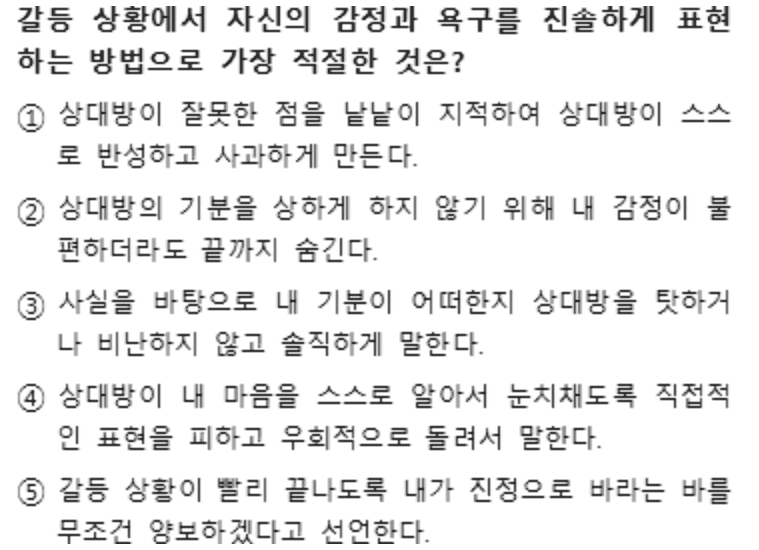 갈등 상황에서 자신의 감정과 욕구를 진솔하게 표현
하는 방법으로 가장 적절한 것은?
① 상대방이 잘못한 점을 낱낱이 지적하여 상대방이 스스
로 반성하고 사과하게 만든다.
② 상대방의 기분을 상하게 하지 않기 위해 내 감정이 불
편하더라도 끝까지 숨긴다.
③ 사실을 바탕으로 내 기분이 어떠한지 상대방을 탓하거
나 비난하지 않고 솔직하게 말한다.
④ 상대방이 내 마음을 스스로 알아서 눈치채도록 직접적
인 표현을 피하고 우회적으로 돌려서 말한다.
⑤ 갈등 상황이 빨리 끝나도록 내가 진정으로 바라는 바를
무조건 양보하겠다고 선언한다.